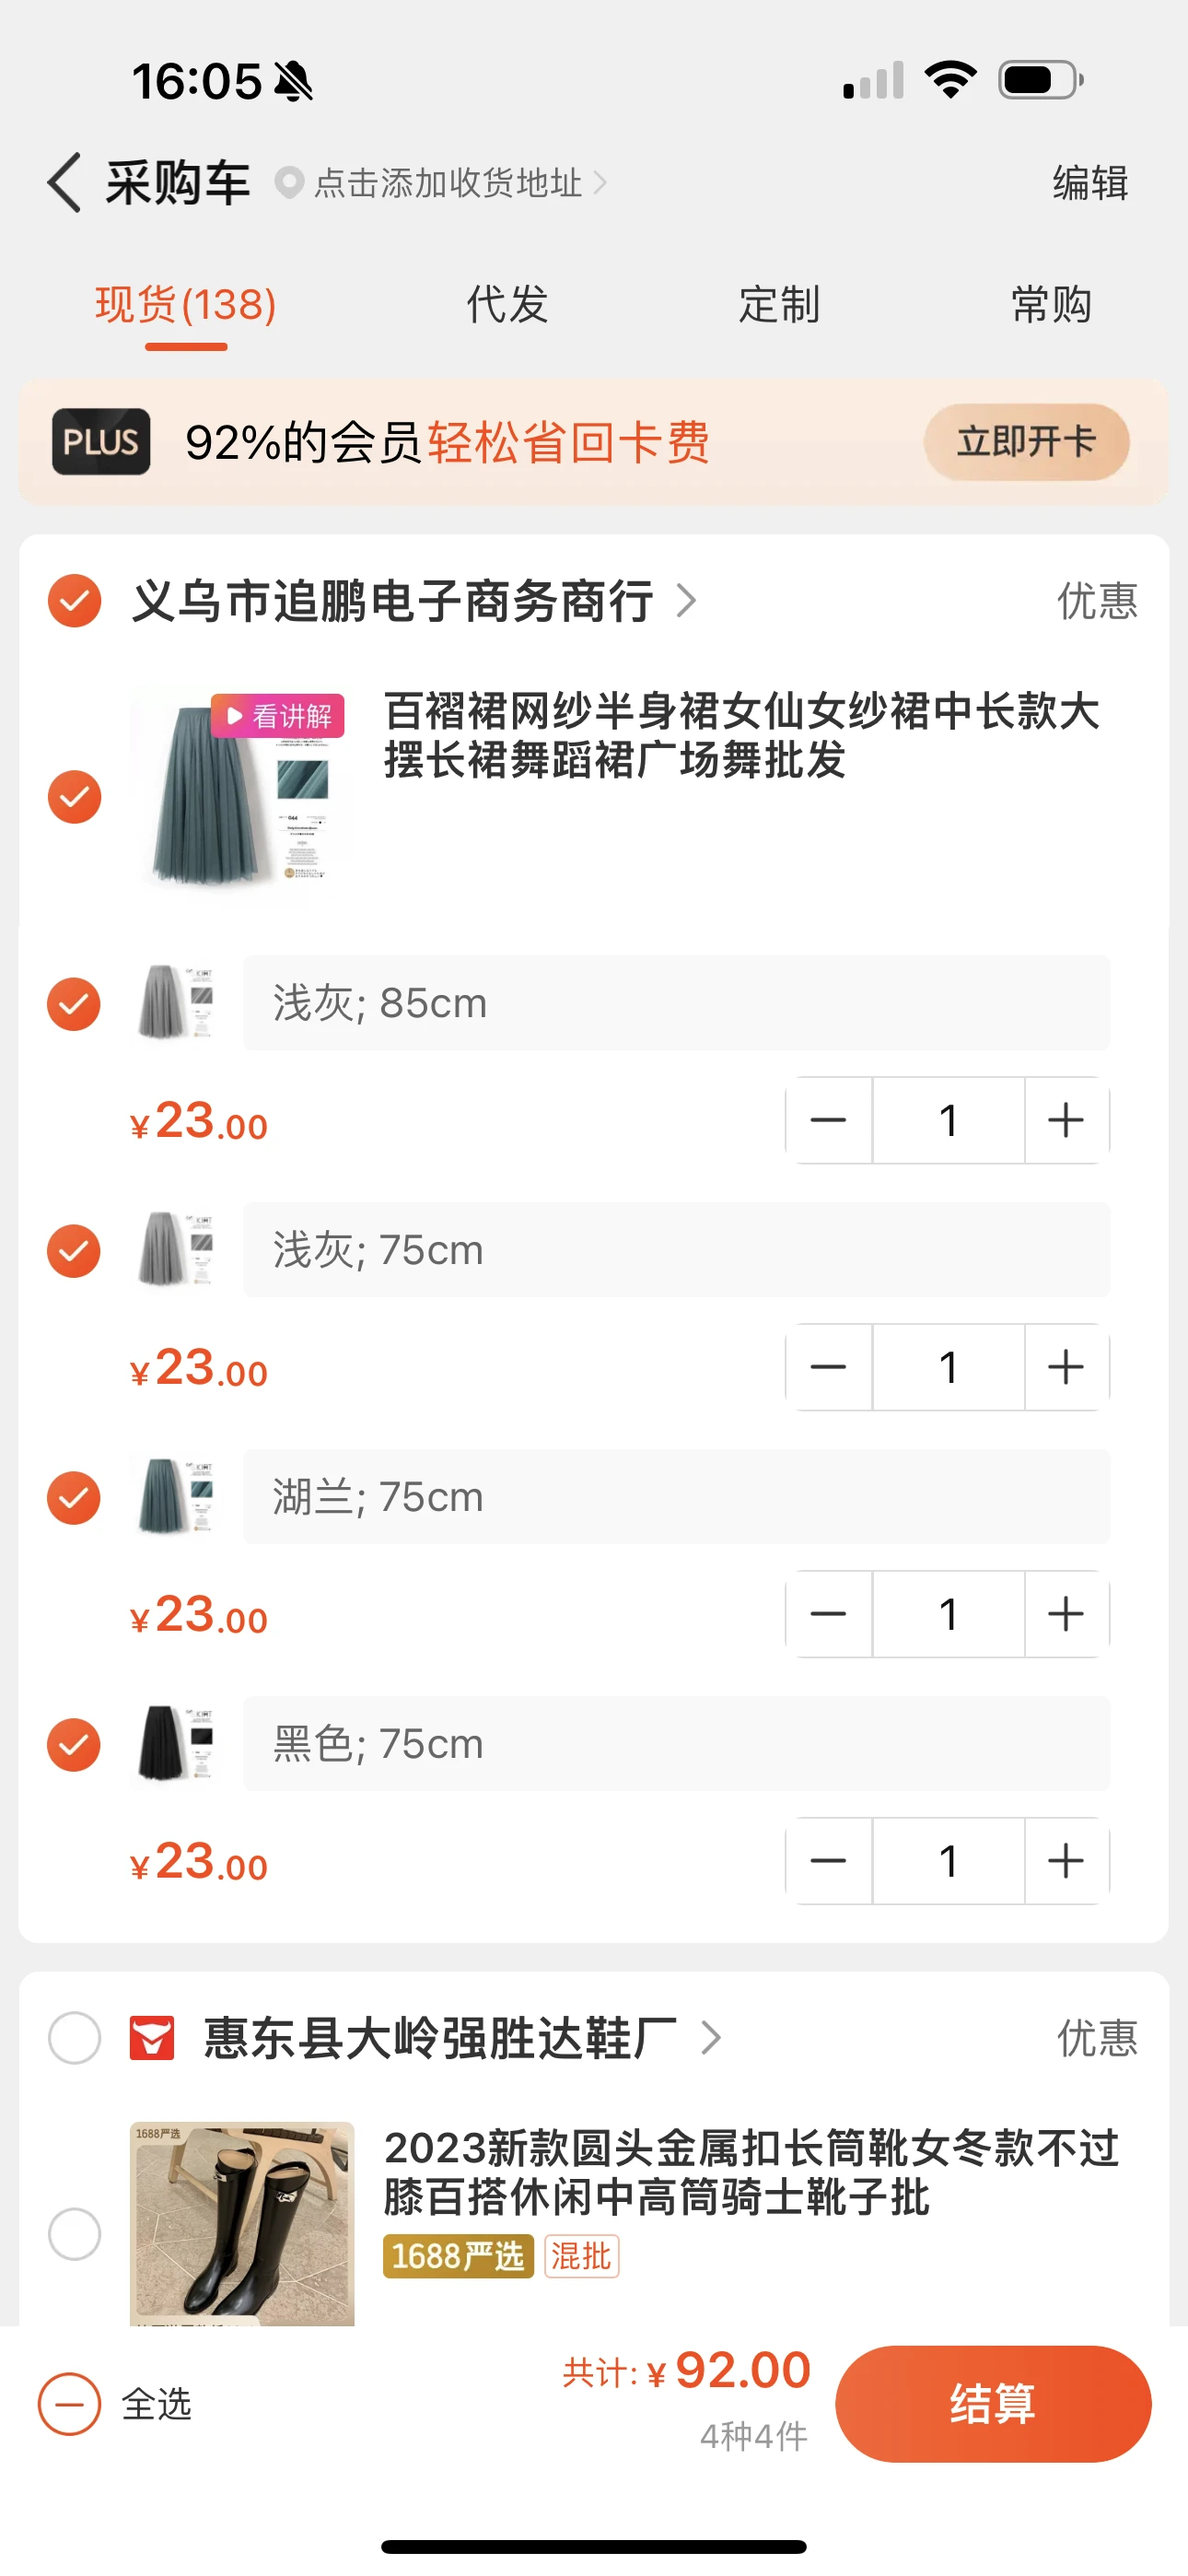 16:05
采购车 点击添加收货地址 编辑
现货(138) 代发 定制 常购
PLUS 92%的会员轻松省回卡费 立即开卡
义乌市追鹏电子商务商行 优惠
看讲解
百褶裙网纱半身裙女仙女纱裙中长款大
摆长裙舞蹈裙广场舞批发
浅灰; 85cm
¥23.00 1
浅灰; 75cm
¥23.00 1
湖兰; 75cm
¥23.00 1
黑色; 75cm
¥23.00 1
惠东县大岭强胜达鞋厂 优惠
1688严选
2023新款圆头金属扣长筒靴女冬款不过
膝百搭休闲中高筒骑士靴子批
1688严选 混批
全选 共计: ¥92.00 结算
4种4件